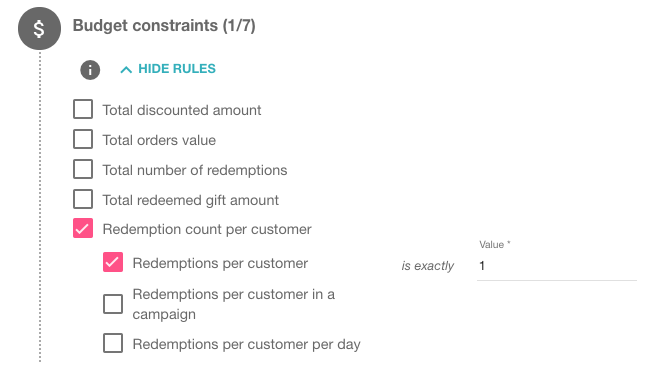 $ Budget constraints (1/7)
i HIDE RULES
Total discounted amount
Total orders value
Total number of redemptions
Total redeemed gift amount
Redemption count per customer
Value *
Redemptions per customer is exactly 1
Redemptions per customer in a
campaign
Redemptions per customer per day